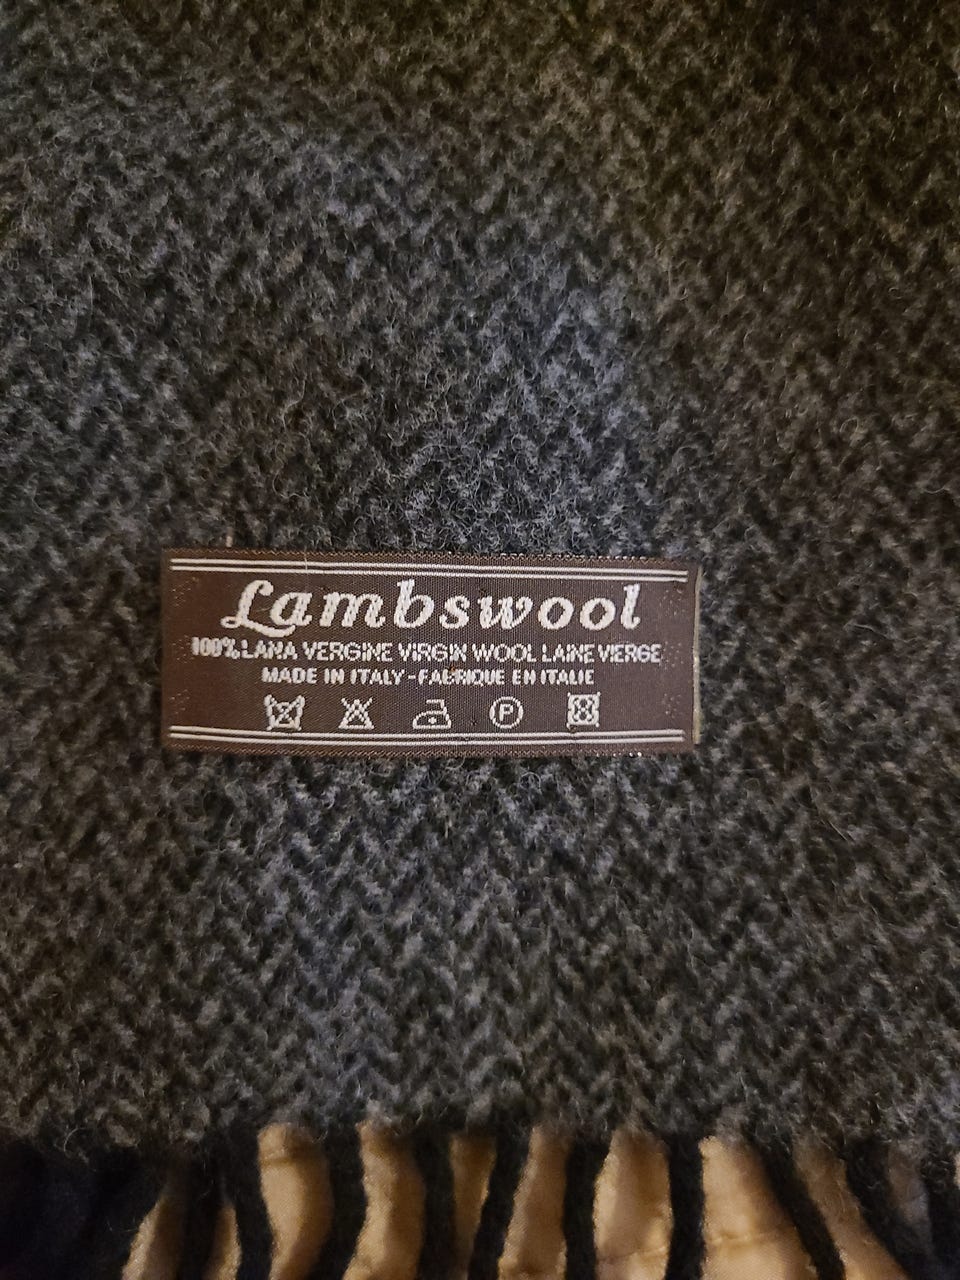 Lambswool
100% LANA VERGINE VIRGIN WOOL LAINE VIERGE
MADE IN ITALY - FABRIQUE EN ITALIE
P